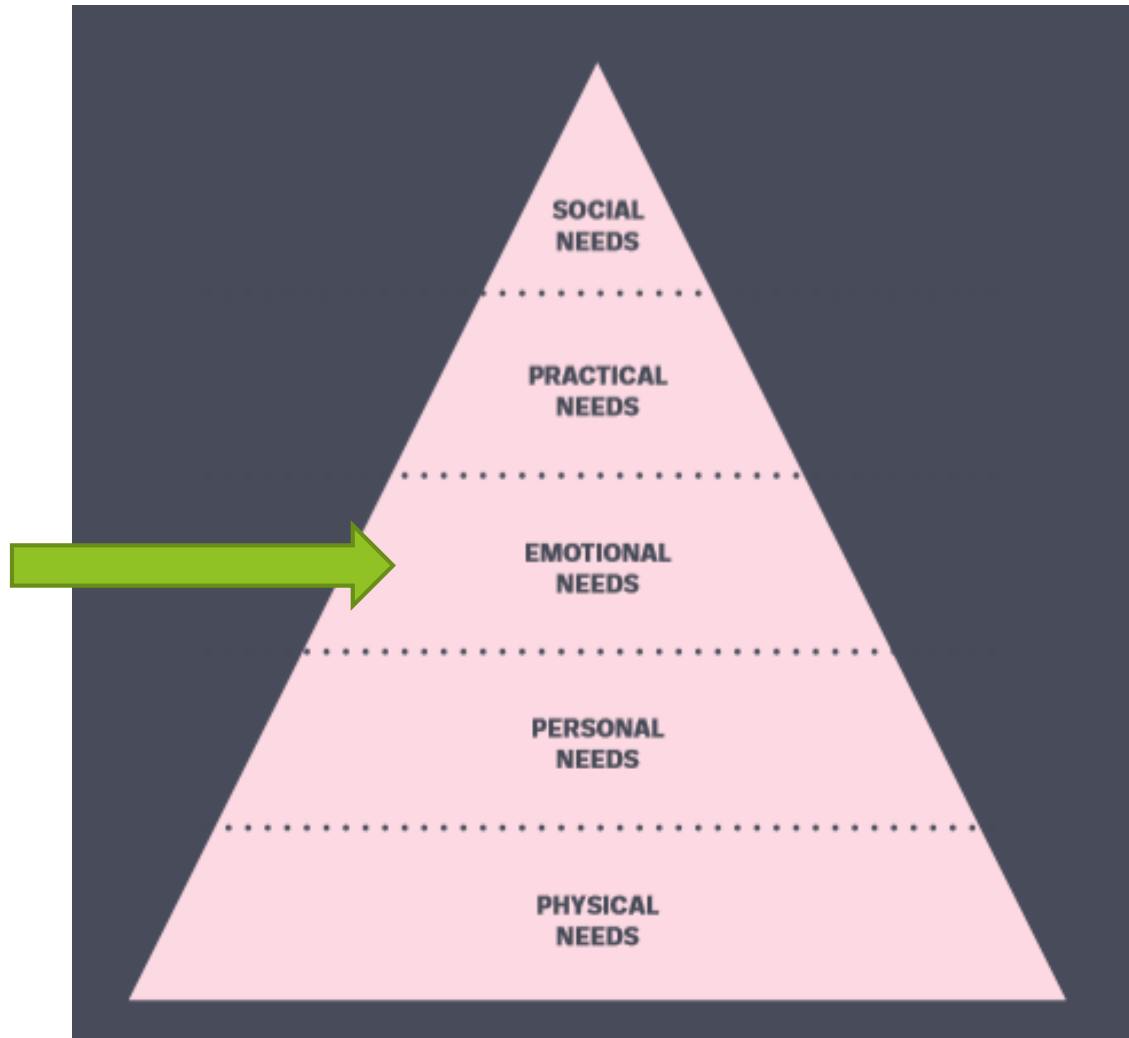 SOCIAL
NEEDS
PRACTICAL
NEEDS
EMOTIONAL
NEEDS
PERSONAL
NEEDS
PHYSICAL
NEEDS